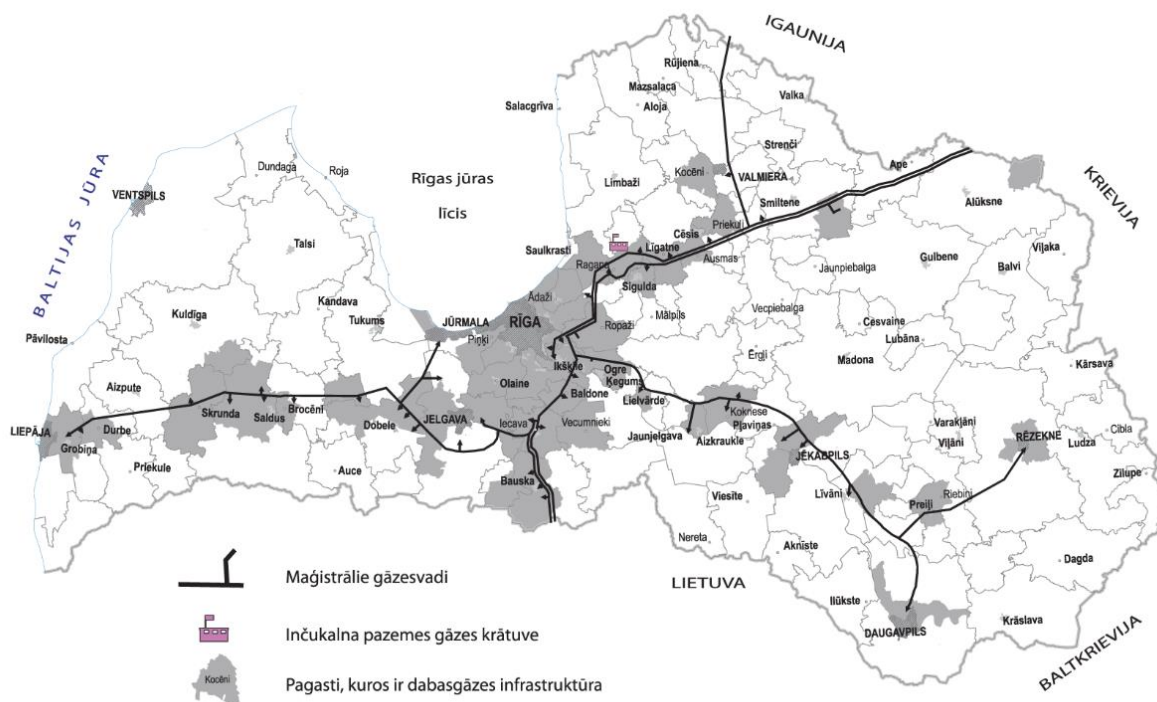 IGAUNIJA
Rūjiena
Mazsalaca
Aloja
Valka
Salacgrīva
Strenči
Dundaga
Roja
Rīgas jūras
līcis
Kocēni
VALMIERA
Ape
KRIEVIJA
BALTIJAS JŪRA
VENTSPILS
Limbaži
Smiltene
Alūksne
Priekuļi
Cēsis
Talsi
Saulkrasti
Līgatne
Ausmas
Viļaka
Gulbene
Balvi
Jaunpiebalga
Ragana
Sigulda
Ādaži
Kandava
Tukums
Kuldīga
JŪRMALA
RĪGA
Mālpils
Vecpiebalga
Cesvaine
Lubāna
Pāvilosta
Piņķi
Ropaži
Ērgļi
Madona
Kārsava
Ikšķile
Ogre
Ķegums
Aizpute
Olaine
Baldone
Lielvārde
Skrunda
Saldus
Brocēni
Koknese
Pļaviņas
Varakļāni
Viļāni
RĒZEKNE
Ludza
Cibla
LIEPĀJA
Durbe
Grobiņa
Dobele
JELGAVA
Iecava
Vecumnieki
Jaunjelgava
Aizkraukle
JĒKABPILS
Zilupe
Priekule
Auce
Bauska
Viesīte
Līvāni
Preiļi
Riebiņi
Nereta
Aknīste
Dagda
LIETUVA
Ilūkste
Krāslava
DAUGAVPILS
BALTKRIEVIJA
Maģistrālie gāzesvadi
Inčukalna pazemes gāzes krātuve
Kocēni
Pagasti, kuros ir dabasgāzes infrastruktūra